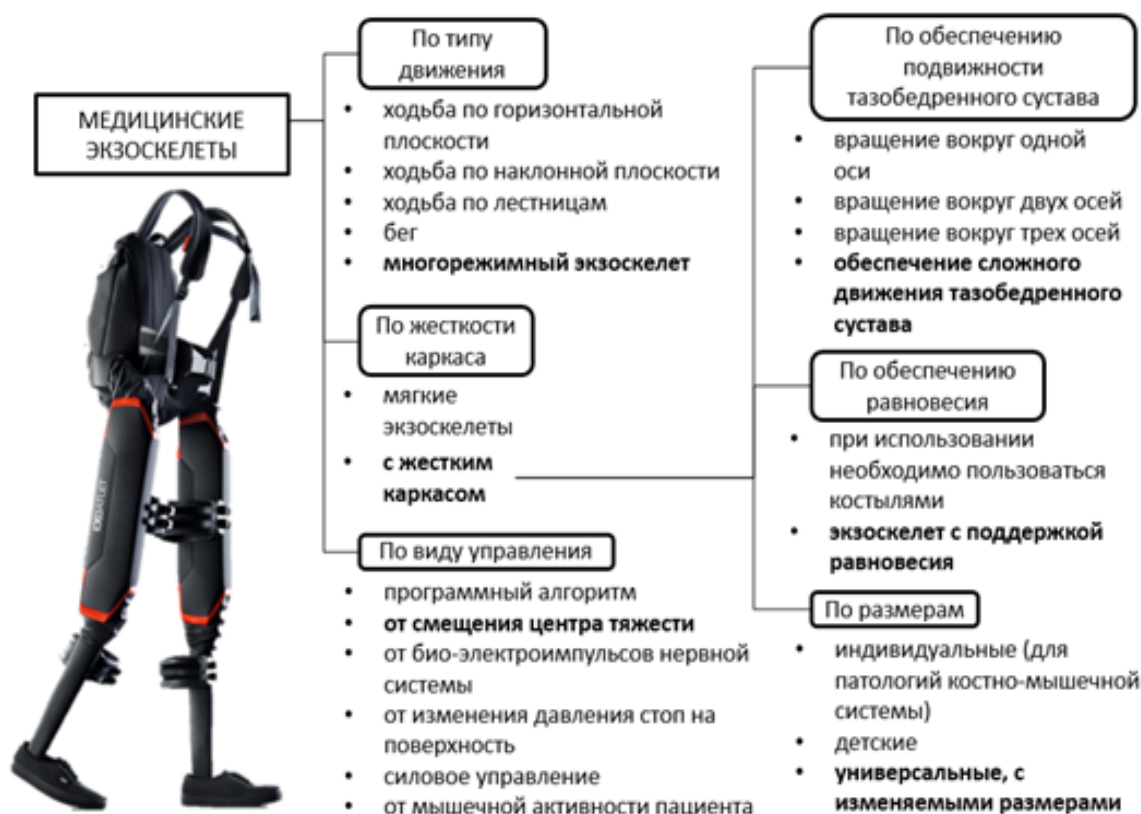 МЕДИЦИНСКИЕ
ЭКЗОСКЕЛЕТЫ
По типу
движения
• ходьба по горизонтальной
плоскости
• ходьба по наклонной плоскости
• ходьба по лестницам
• бег
• многорежимный экзоскелет
По жесткости
каркаса
• мягкие
экзоскелеты
• с жестким
каркасом
По виду управления
• программный алгоритм
• от смещения центра тяжести
• от био-электроимпульсов нервной
системы
• от изменения давления стоп на
поверхность
• силовое управление
• от мышечной активности пациента
По обеспечению
подвижности
тазобедренного сустава
• вращение вокруг одной
оси
• вращение вокруг двух осей
• вращение вокруг трех осей
• обеспечение сложного
движения тазобедренного
сустава
По обеспечению
равновесия
• при использовании
необходимо пользоваться
костылями
• экзоскелет с поддержкой
равновесия
По размерам
• индивидуальные (для
патологий костно-мышечной
системы)
• детские
• универсальные, с
изменяемыми размерами